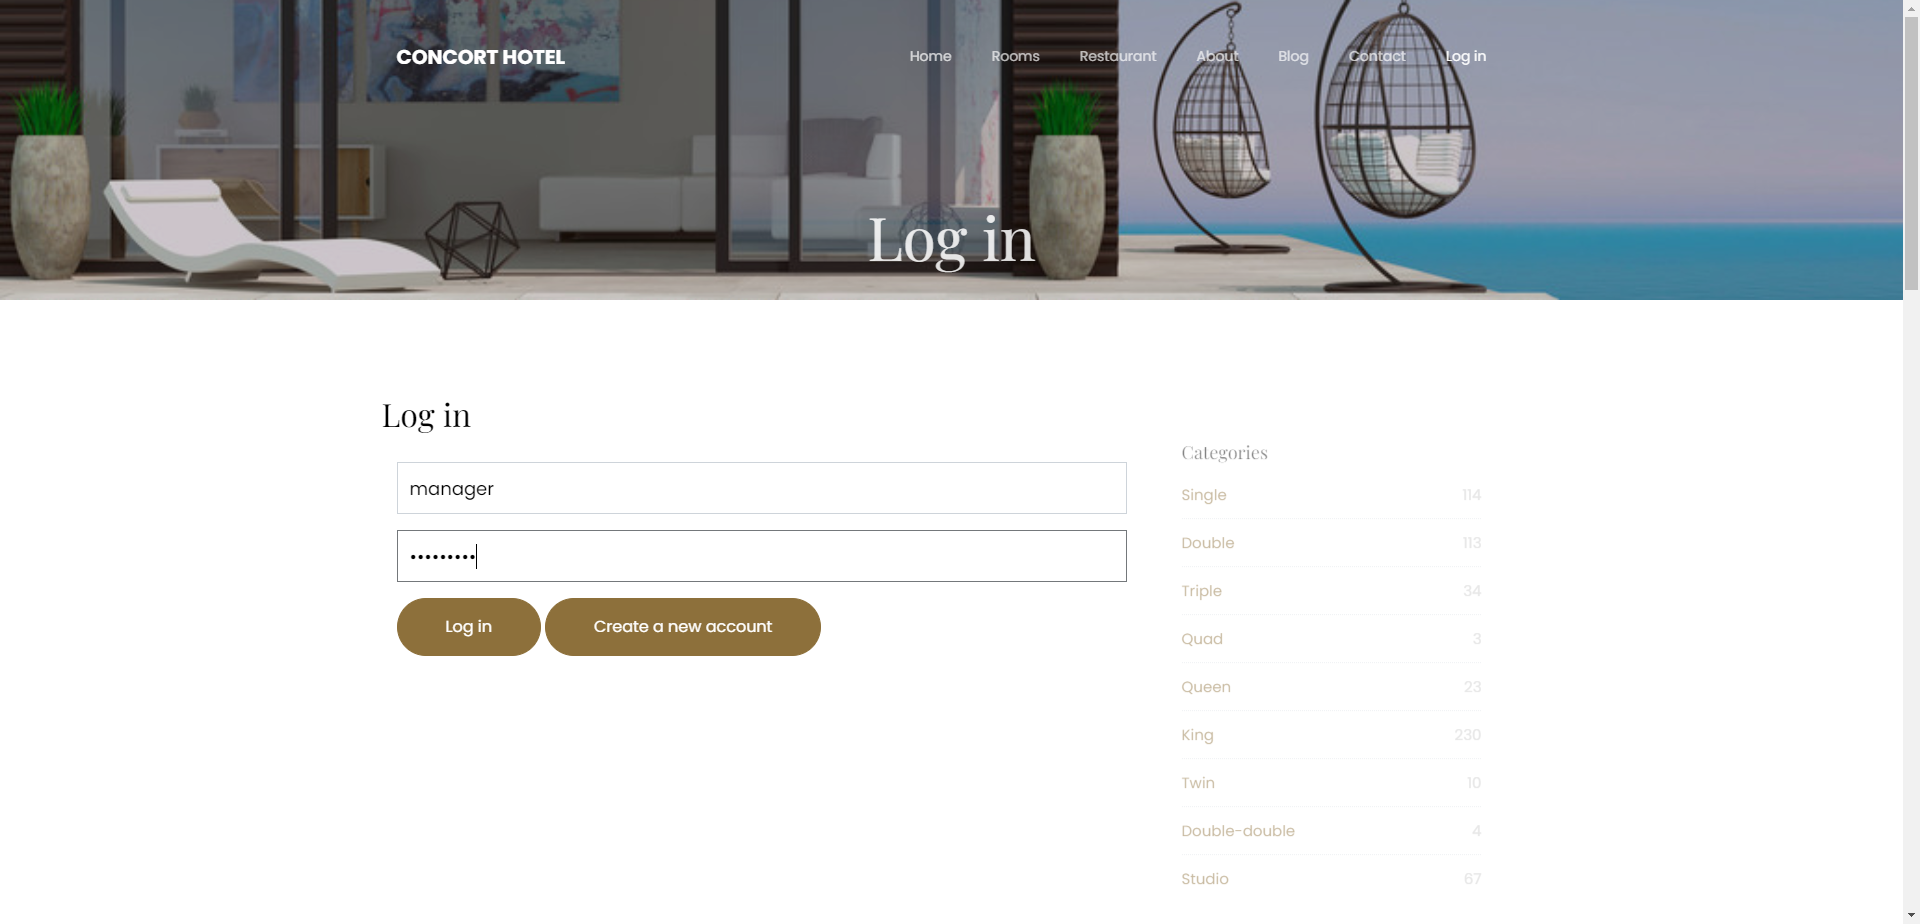 CONCORT HOTEL
Home Rooms Restaurant About Blog Contact Log in
Log in
Log in
manager
•••••••••
Log in Create a new account
Categories
Single 114
Double 113
Triple 34
Quad 3
Queen 23
King 230
Twin 10
Double-double 4
Studio 67